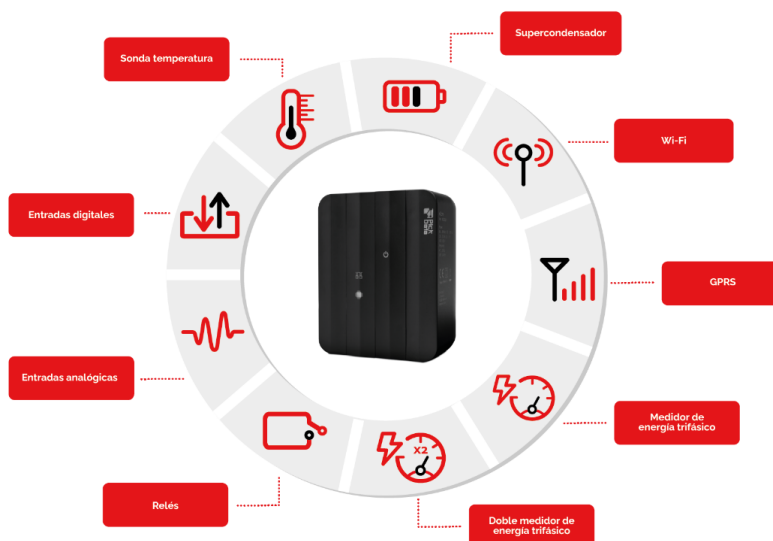 Supercondensador
Sonda temperatura
Wi-Fi
Entradas digitales
GPRS
Entradas analógicas
Medidor de
energía trifásico
X2
Relés
Doble medidor de
energía trifásico